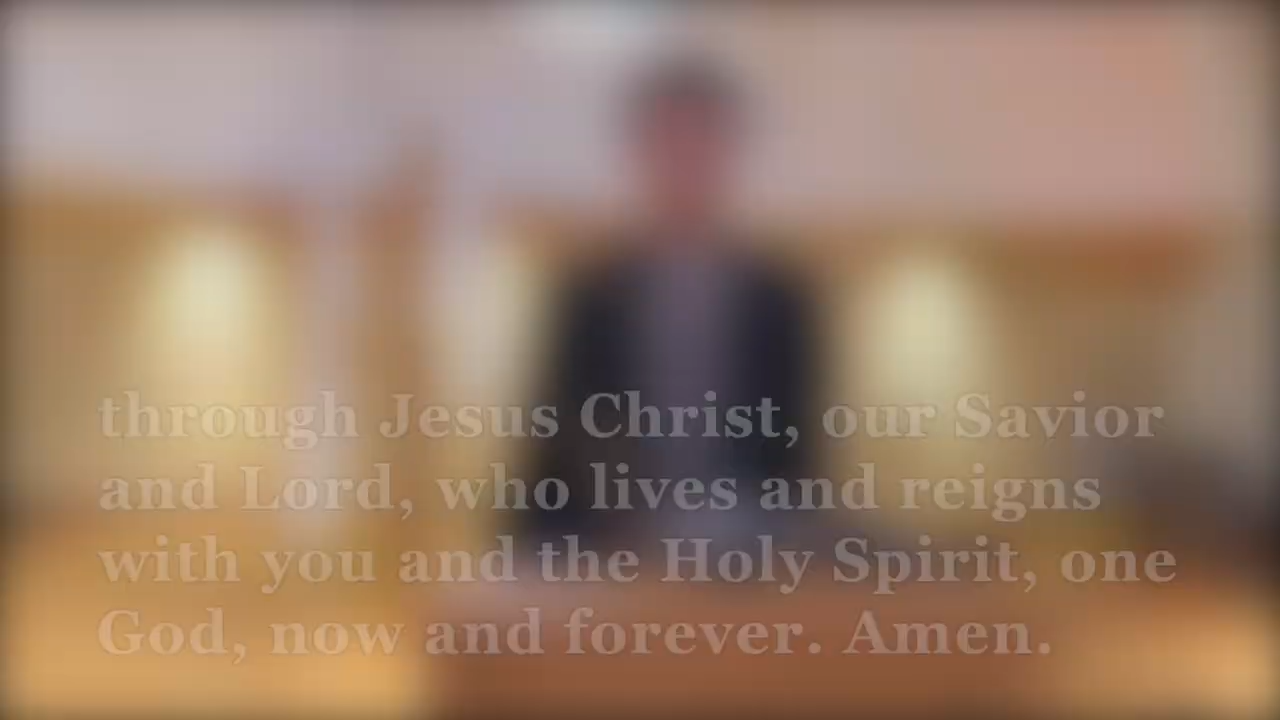 through Jesus Christ, our Savior
and Lord, who lives and reigns
with you and the Holy Spirit, one
God, now and forever. Amen.